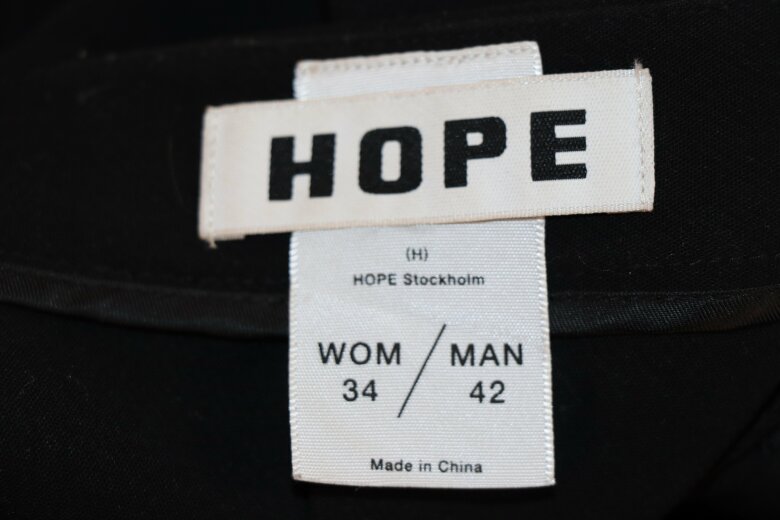 HOPE
(H)
HOPE Stockholm
WOM / MAN
34 42
Made in China